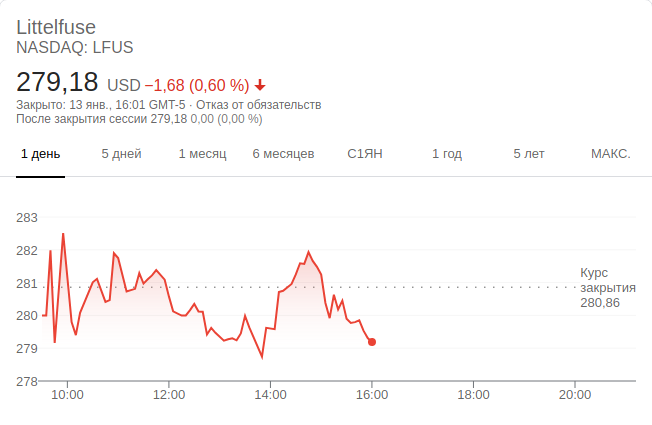 Littelfuse
NASDAQ: LFUS
279,18 USD −1,68 (0,60 %)
Закрыто: 13 янв., 16:01 GMT-5 · Отказ от обязательств
После закрытия сессии 279,18 0,00 (0,00 %)
1 день 5 дней 1 месяц 6 месяцев С1ЯН 1 год 5 лет МАКС.
283
282
281
280
279
278
Курс
закрытия
280,86
10:00 12:00 14:00 16:00 18:00 20:00